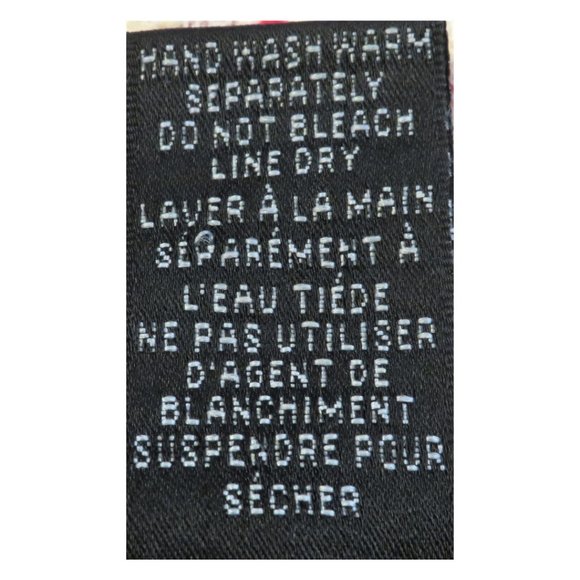 HAND WASH WARM
SEPARATELY
DO NOT BLEACH
LINE DRY
LAVER À LA MAIN
SÉPARÉMENT À
L'EAU TIÉDE
NE PAS UTILISER
D'AGENT DE
BLANCHIMENT
SUSPENDRE POUR
SÉCHER